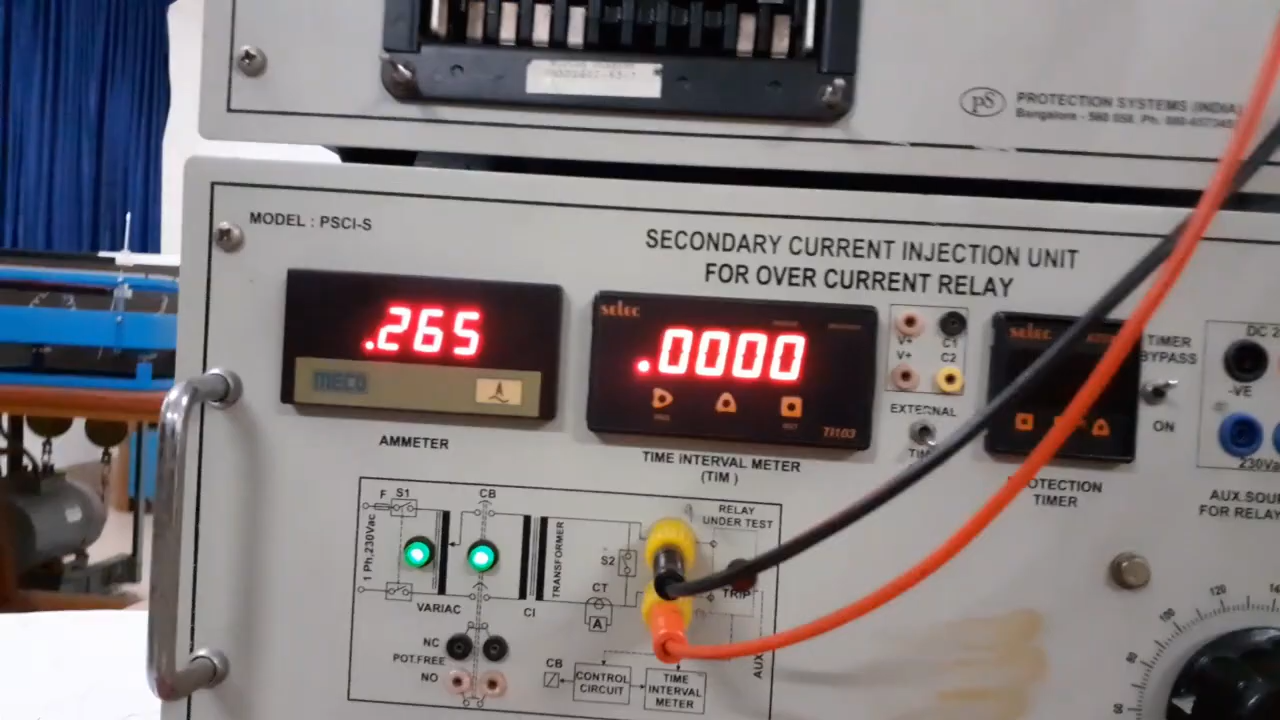 pS
PROTECTION SYSTEMS (INDIA)
MODEL : PSCI-S
SECONDARY CURRENT INJECTION UNIT
FOR OVER CURRENT RELAY
.265
MECO
A
AMMETER
selec
.0000
TI103
TIME INTERVAL METER
(TIM)
V+
C1
V+
C2
EXTERNAL
selec
PROTECTION
TIMER
TIMER
BYPASS
ON
DC
-VE
AUX.
FOR RELAY
F
S1
CB
RELAY
UNDER TEST
1 Ph,230Vac
TRANSFORMER
S2
CT
A
TRIP
VARIAC
CI
NC
POT.FREE
NO
CB
CONTROL
CIRCUIT
TIME
INTERVAL
METER
AUX
60
80
100
120